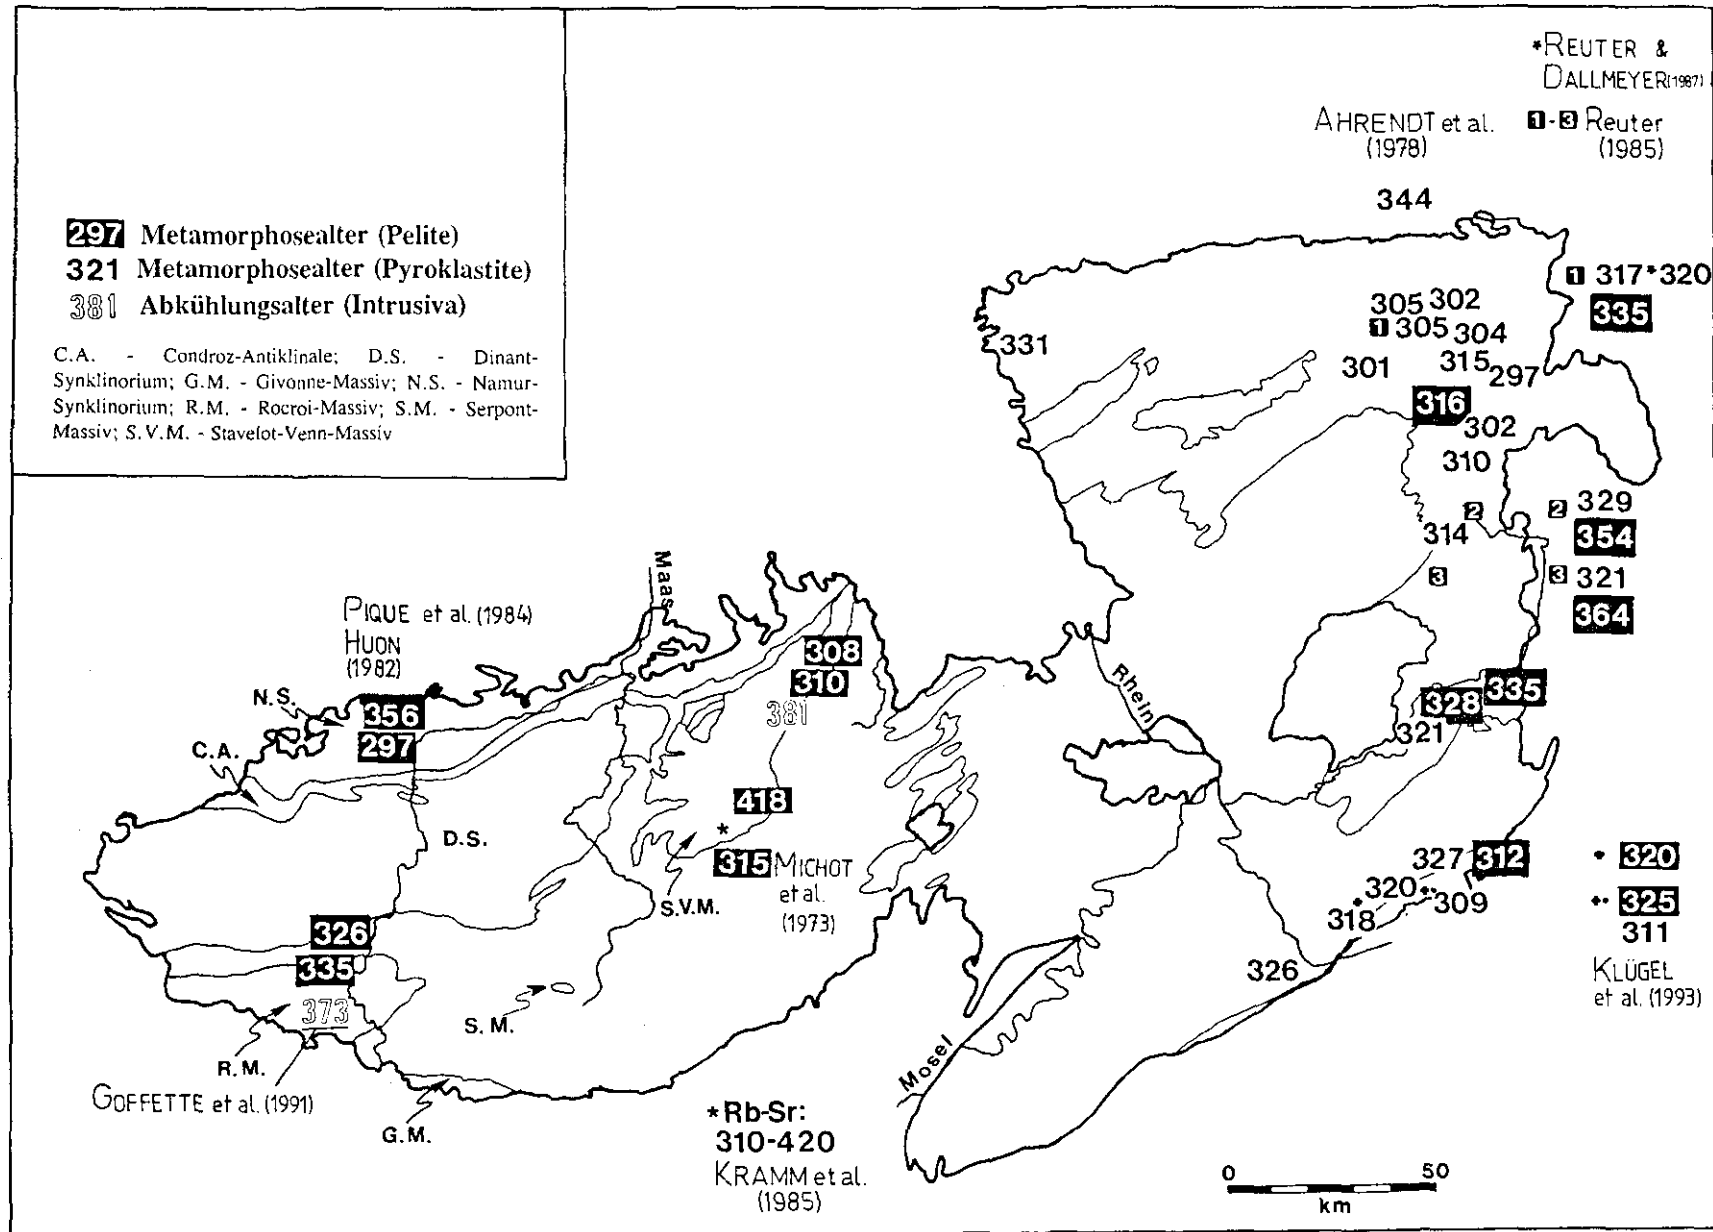 *REUTER &
DALLMEYER (1987)
AHRENDT et al.
(1978)
1-3 Reuter
(1985)
297 Metamorphosealter (Pelite)
321 Metamorphosealter (Pyroklastite)
381 Abkühlungsalter (Intrusiva)
C.A. - Condroz-Antiklinale; D.S. - Dinant-
Synklinorium; G.M. - Givonne-Massiv; N.S. - Namur-
Synklinorium; R.M. - Rocroi-Massiv; S.M. - Serpont-
Massiv; S.V.M. - Stavelot-Venn-Massiv
344
1 317 *320
335
305 302
1 305 304
331
301
315
297
316
302
310
2 329
354
2
314
3
3 321
364
Maas
PIQUE et al. (1984)
HUON
(1982)
308
310
381
N.S.
356
297
C.A.
Rhein
335
328
321
418
*
D.S.
315 MICHOT
et al.
(1973)
S.V.M.
327
312
320
318
309
• 320
+• 325
311
KLÜGEL
et al. (1993)
326
335
373
326
S. M.
R.M.
GOFFETTE et al. (1991)
G.M.
Mosel
*Rb-Sr:
310-420
KRAMM et al.
(1985)
0 50
km